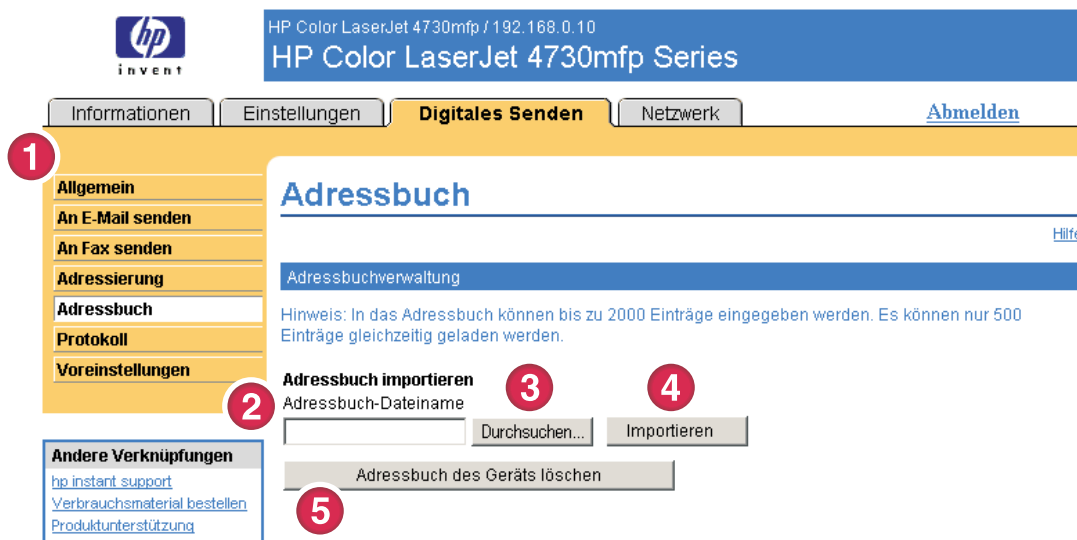 hp
invent
HP Color LaserJet 4730mfp / 192.168.0.10
HP Color LaserJet 4730mfp Series
Informationen
Einstellungen
Digitales Senden
Netzwerk
Abmelden
1
Allgemein
An E-Mail senden
An Fax senden
Adressierung
Adressbuch
Protokoll
Voreinstellungen
Andere Verknüpfungen
hp instant support
Verbrauchsmaterial bestellen
Produktunterstützung
Adressbuch
Hilfe
Adressbuchverwaltung
Hinweis: In das Adressbuch können bis zu 2000 Einträge eingegeben werden. Es können nur 500
Einträge gleichzeitig geladen werden.
Adressbuch importieren
2
Adressbuch-Dateiname
3
Durchsuchen...
4
Importieren
Adressbuch des Geräts löschen
5